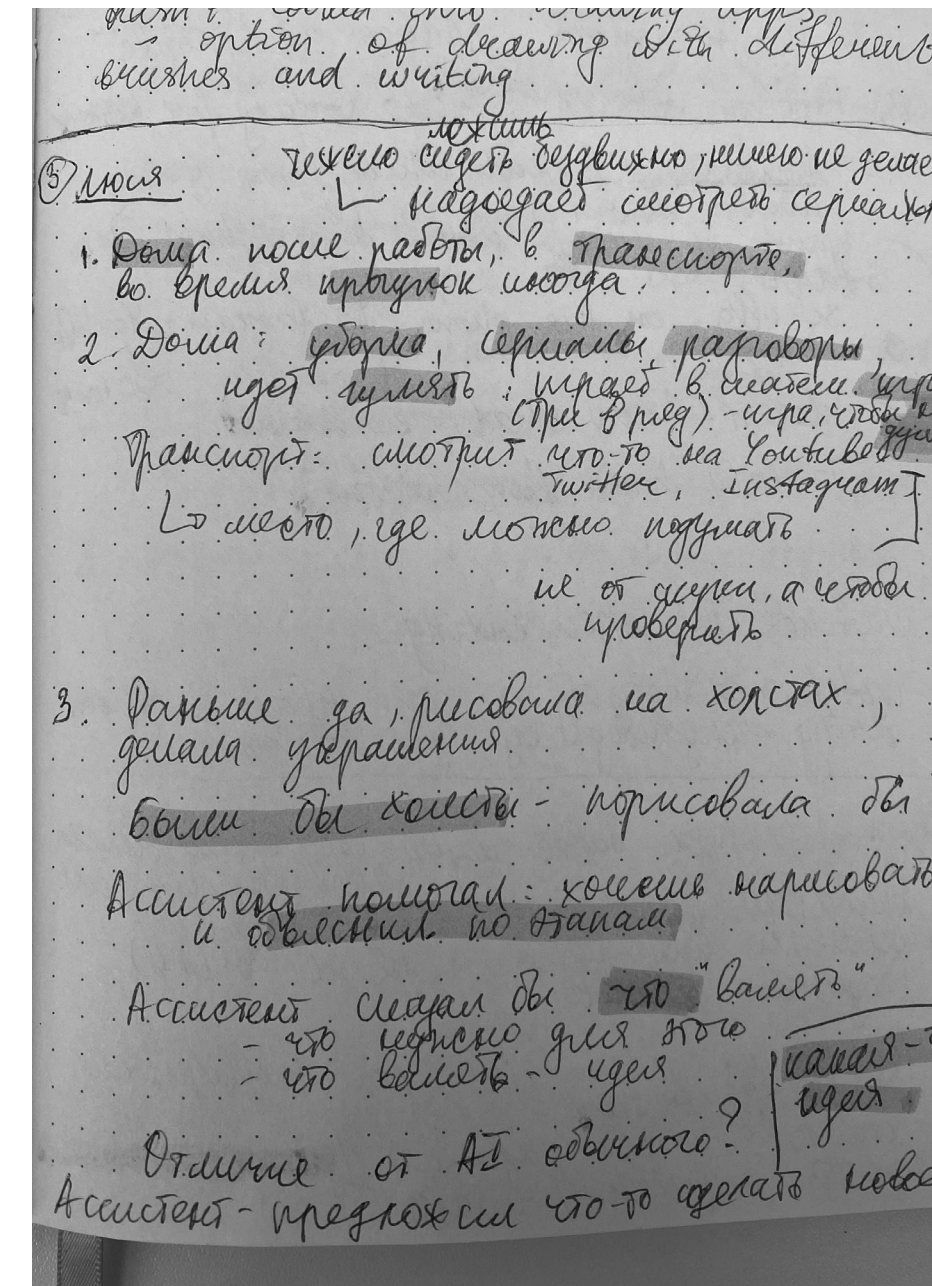 - option of drawing with different
brushes and writing
лежишь
тяжело сидеть бездвижно, ничего не делае
надоедает смотреть сериалы
5 Люся
1. Дома после работы, в транспорте,
во время прогулок иногда.
2. Дома: уборка, сериалы, разговоры,
идет гулять; играет в игр
(три в ряд) - игра, чтобы
Транспорт: смотрит что-то на Youtube
Twitter, Instagram
место, где можно подумать
не от скуки, а чтобы
проверить
3. Раньше да, рисовала на холстах,
делала украшения
Были бы холсты - порисовала бы
Ассистент помогал: хочешь нарисовать
и объяснил по этапам
Ассистент сказал бы что "валять"
- что нужно для этого
- что валять - идея
какая-т
идея
Отличие от AI обычного?
Ассистент - предложил что-то сделать новое